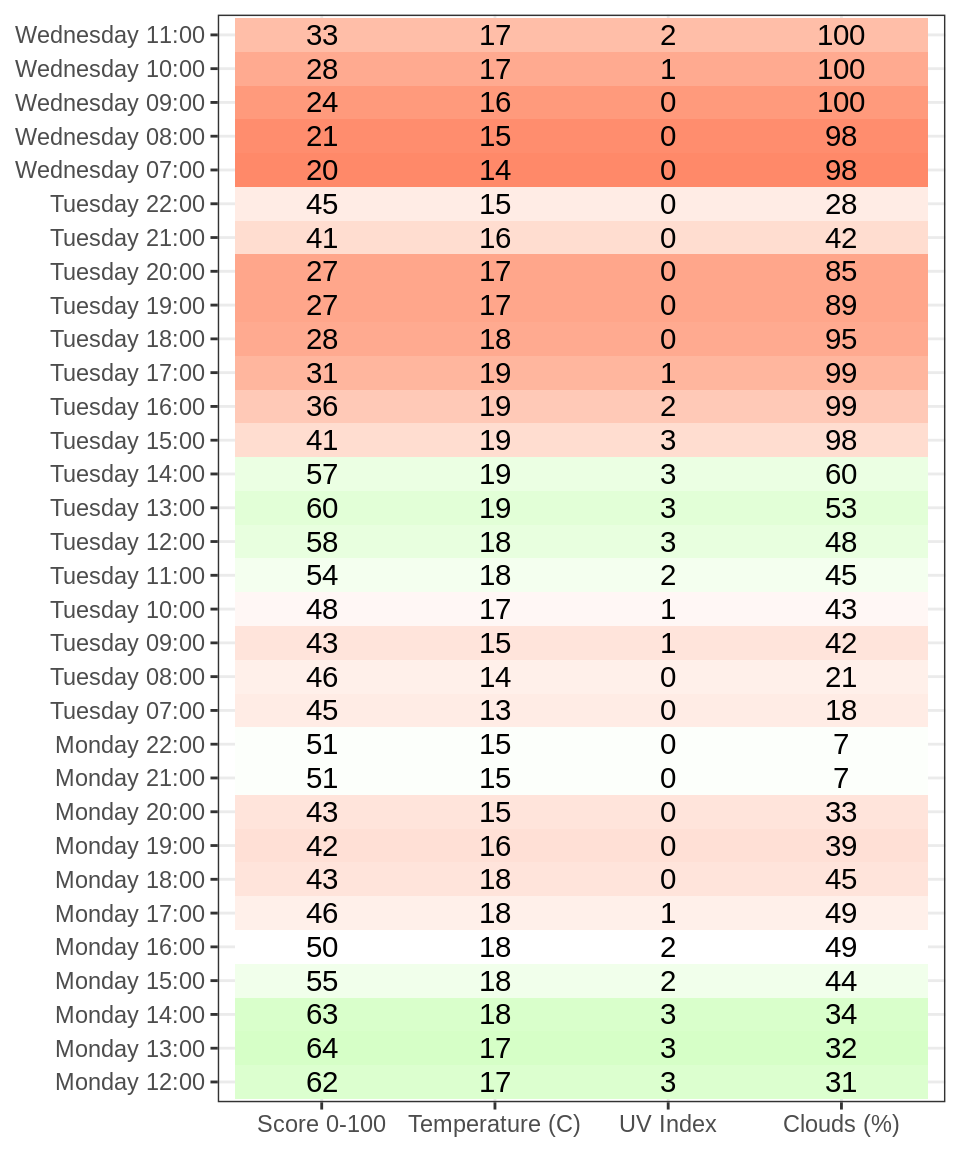 Wednesday 11:00 33 17 2 100
Wednesday 10:00 28 17 1 100
Wednesday 09:00 24 16 0 100
Wednesday 08:00 21 15 0 98
Wednesday 07:00 20 14 0 98
Tuesday 22:00 45 15 0 28
Tuesday 21:00 41 16 0 42
Tuesday 20:00 27 17 0 85
Tuesday 19:00 27 17 0 89
Tuesday 18:00 28 18 0 95
Tuesday 17:00 31 19 1 99
Tuesday 16:00 36 19 2 99
Tuesday 15:00 41 19 3 98
Tuesday 14:00 57 19 3 60
Tuesday 13:00 60 19 3 53
Tuesday 12:00 58 18 3 48
Tuesday 11:00 54 18 2 45
Tuesday 10:00 48 17 1 43
Tuesday 09:00 43 15 1 42
Tuesday 08:00 46 14 0 21
Tuesday 07:00 45 13 0 18
Monday 22:00 51 15 0 7
Monday 21:00 51 15 0 7
Monday 20:00 43 15 0 33
Monday 19:00 42 16 0 39
Monday 18:00 43 18 0 45
Monday 17:00 46 18 1 49
Monday 16:00 50 18 2 49
Monday 15:00 55 18 2 44
Monday 14:00 63 18 3 34
Monday 13:00 64 17 3 32
Monday 12:00 62 17 3 31
Score 0-100 Temperature (C) UV Index Clouds (%)